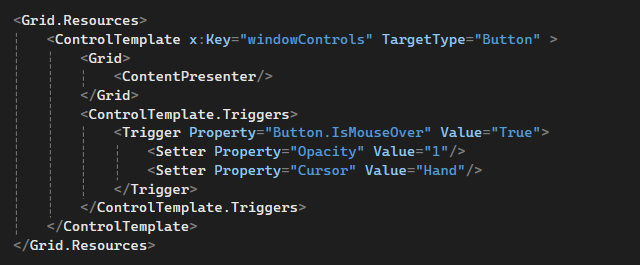 <Grid.Resources>
<ControlTemplate x:Key="windowControls" TargetType="Button" >
<Grid>
<ContentPresenter/>
</Grid>
<ControlTemplate.Triggers>
<Trigger Property="Button.IsMouseOver" Value="True">
<Setter Property="Opacity" Value="1"/>
<Setter Property="Cursor" Value="Hand"/>
</Trigger>
</ControlTemplate.Triggers>
</ControlTemplate>
</Grid.Resources>